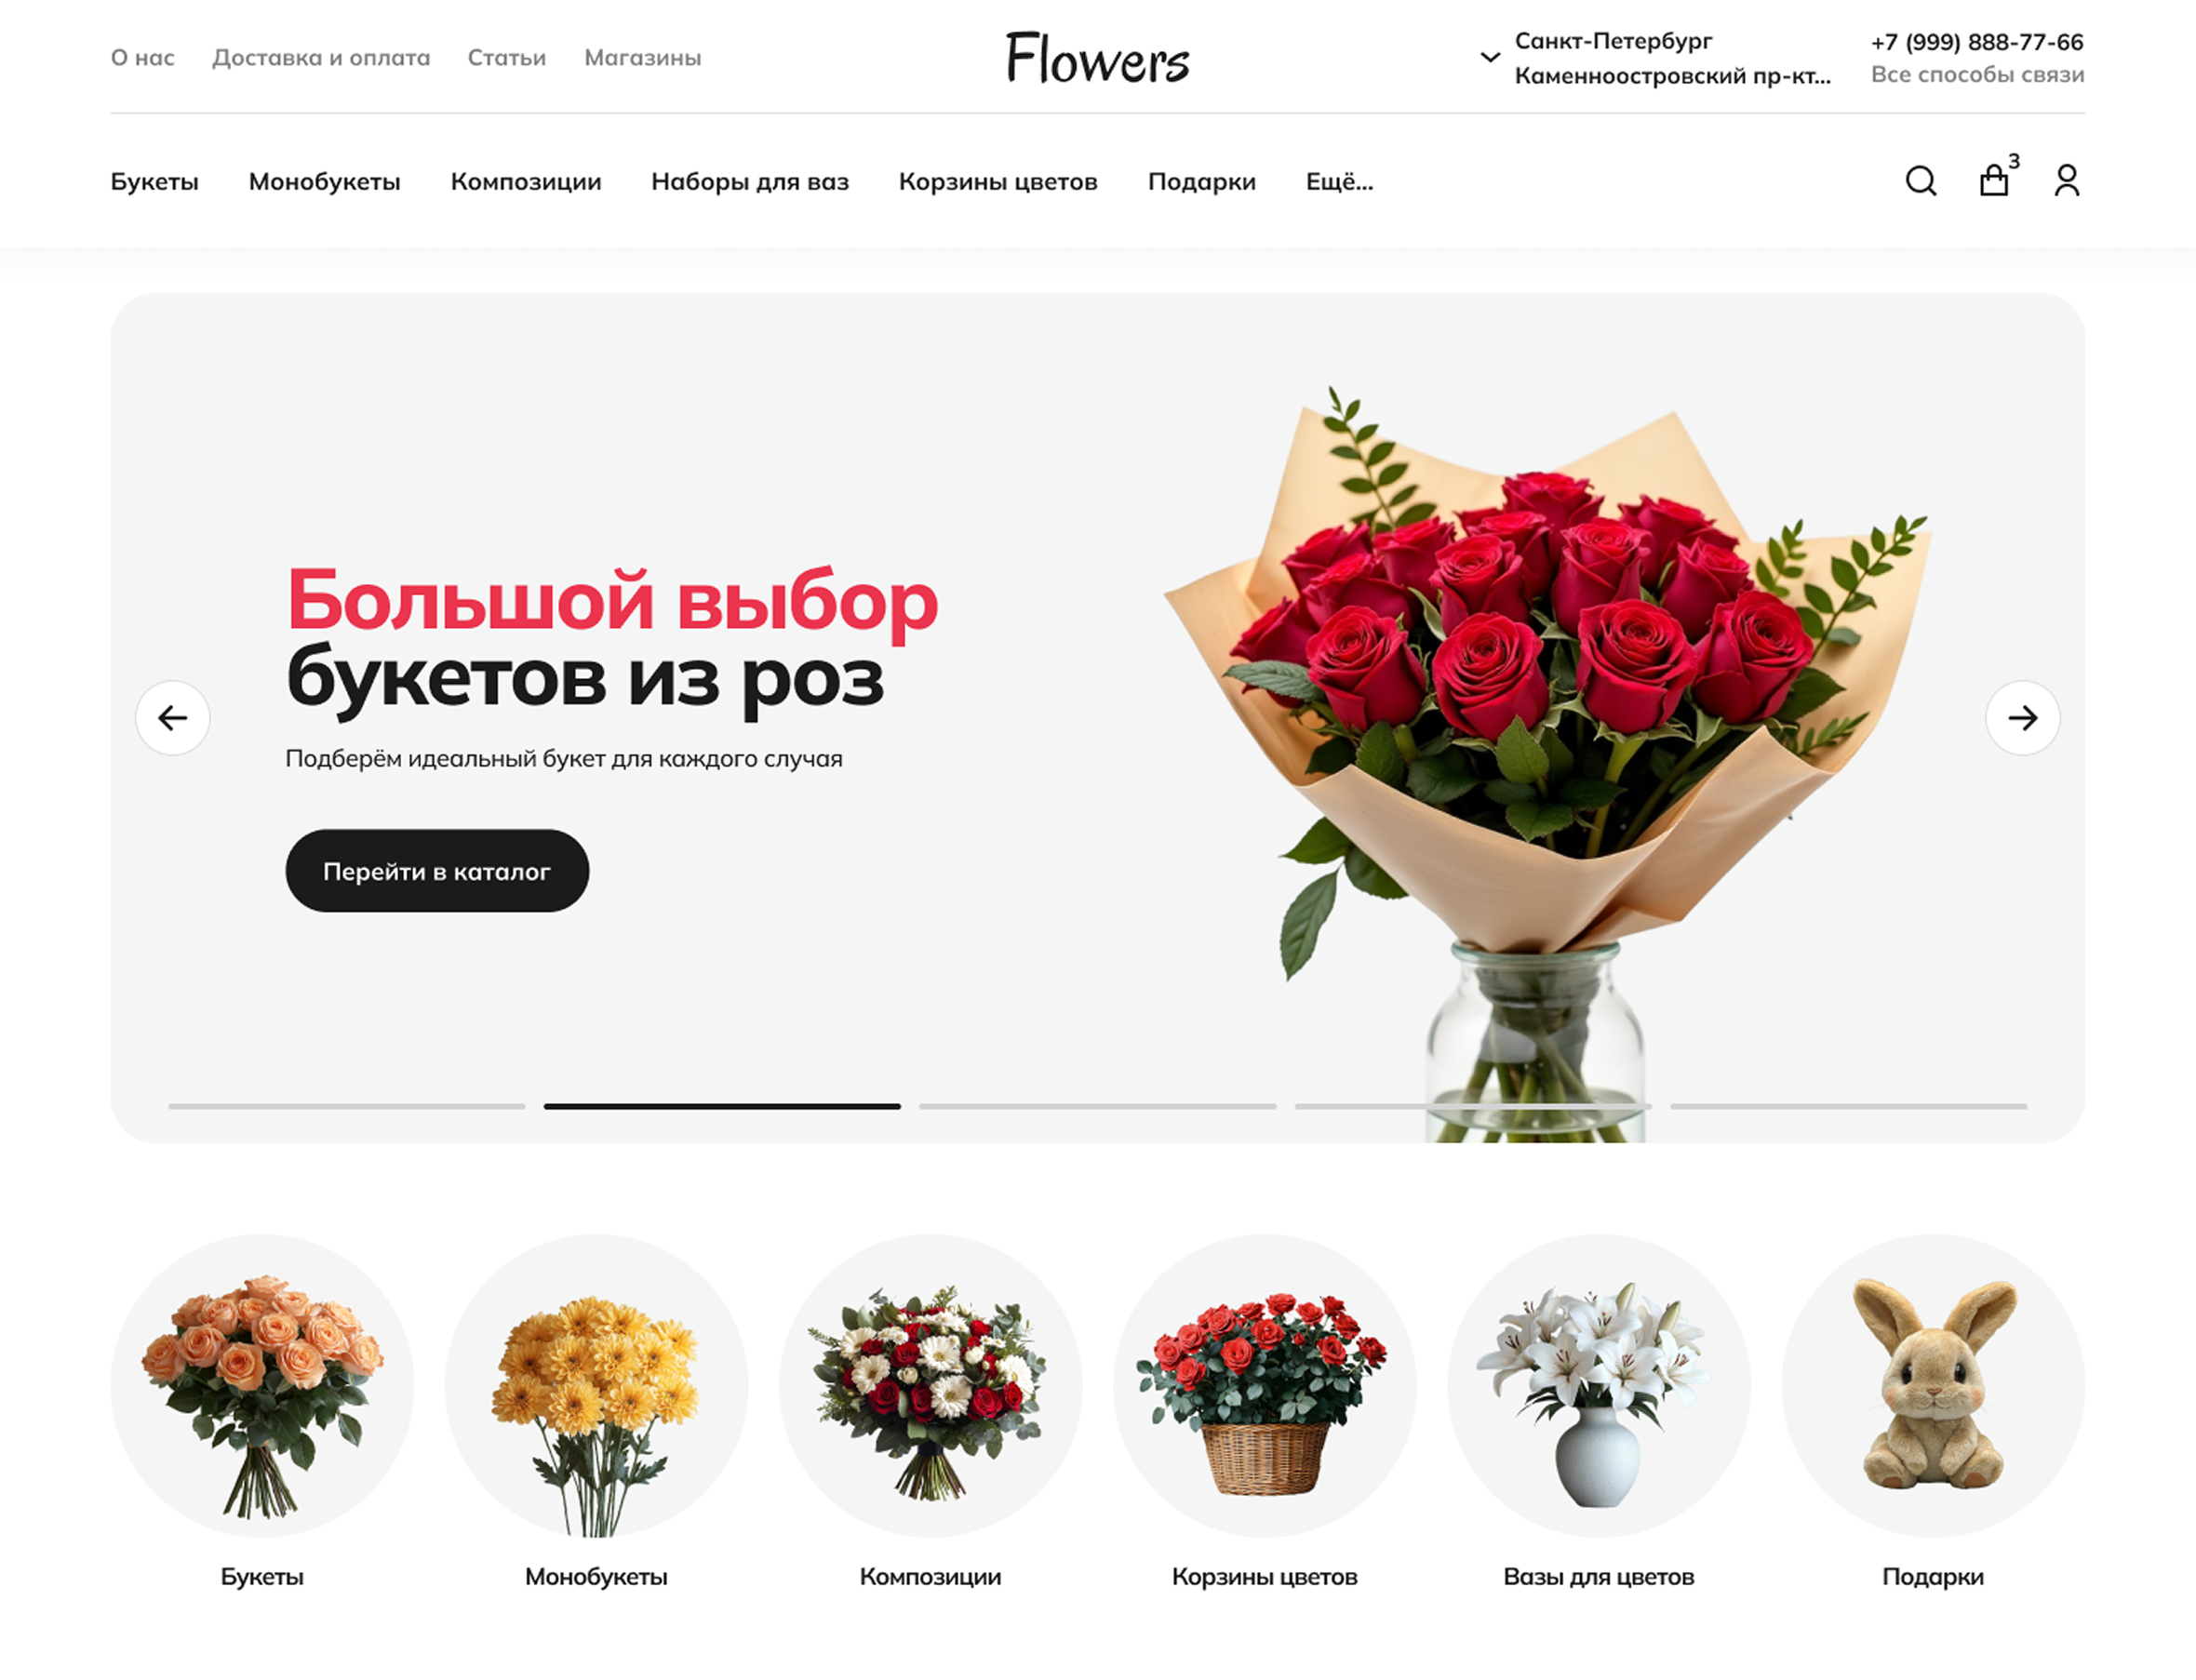 О нас Доставка и оплата Статьи Магазины
Flowers
Санкт-Петербург
Каменноостровский пр-кт...
+7 (999) 888-77-66
Все способы связи
Букеты Монобукеты Композиции Наборы для ваз Корзины цветов Подарки Ещё...
3
Большой выбор
букетов из роз
Подберём идеальный букет для каждого случая
Перейти в каталог
Букеты Монобукеты Композиции Корзины цветов Вазы для цветов Подарки